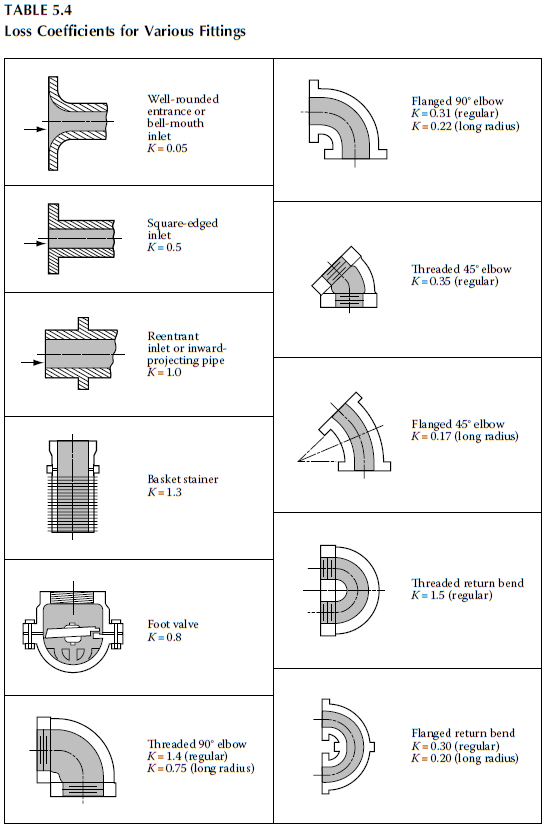 TABLE 5.4
Loss Coefficients for Various Fittings
Well-rounded
entrance or
bell-mouth
inlet
K = 0.05
Square-edged
inlet
K = 0.5
Reentrant
inlet or inward-
projecting pipe
K = 1.0
Basket stainer
K = 1.3
Foot valve
K = 0.8
Threaded 90° elbow
K = 1.4 (regular)
K = 0.75 (long radius)
Flanged 90° elbow
K = 0.31 (regular)
K = 0.22 (long radius)
Threaded 45° elbow
K = 0.35 (regular)
Flanged 45° elbow
K = 0.17 (long radius)
Threaded return bend
K = 1.5 (regular)
Flanged return bend
K = 0.30 (regular)
K = 0.20 (long radius)